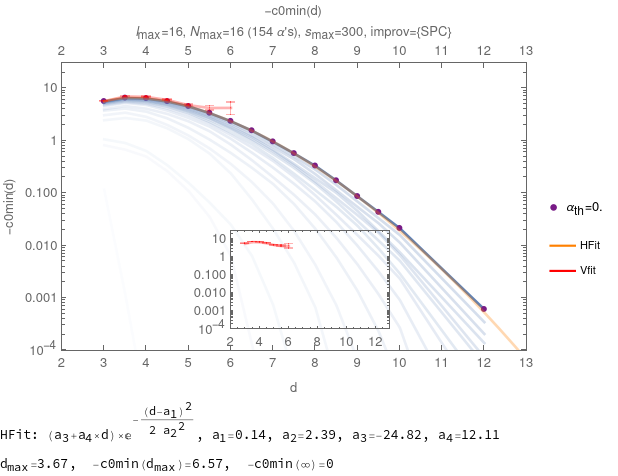 −c0min(d)
lmax=16, Nmax=16 (154 α's), smax=300, improv={SPC}
2 3 4 5 6 7 8 9 10 11 12 13
10
1
0.100
0.010
0.001
10⁻⁴
−c0min(d)
10
1
0.100
0.010
0.001
10⁻⁴
2 4 6 8 10 12
2 3 4 5 6 7 8 9 10 11 12 13
d
αth=0.
HFit
Vfit
HFit: (a₃+a₄×d)×e^(−(d−a₁)²/(2 a₂²)), a₁=0.14, a₂=2.39, a₃=−24.82, a₄=12.11
dmax=3.67, −c0min(dmax)=6.57, −c0min(∞)=0